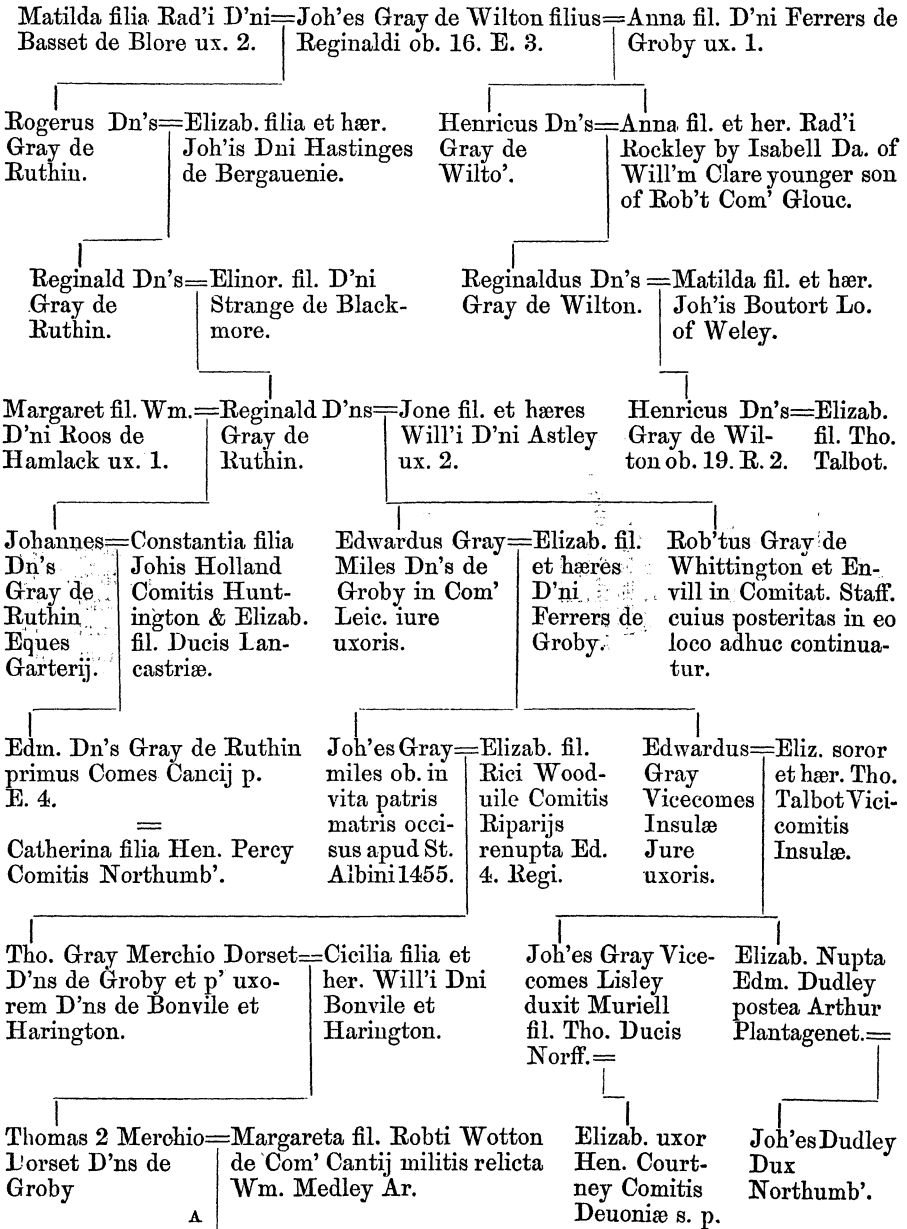 Matilda filia Rad'i D'ni=Joh'es Gray de Wilton filius=Anna fil. D'ni Ferrers de
Basset de Blore ux. 2. Reginaldi ob. 16. E. 3. Groby ux. 1.
Rogerus Dn's=Elizab. filia et hær.
Gray de Joh'is Dni Hastinges
Ruthin. de Bergauenie.
Henricus Dn's=Anna fil. et her. Rad'i
Gray de Rockley by Isabell Da. of
Wilto'. Will'm Clare younger son
of Rob't Com' Glouc.
Reginald Dn's=Elinor. fil. D'ni
Gray de Strange de Black-
Ruthin. more.
Reginaldus Dn's=Matilda fil. et hær.
Gray de Wilton. Joh'is Boutort Lo.
of Weley.
Margaret fil. Wm.=Reginald D'ns=Jone fil. et hæres
D'ni Roos de Gray de Will'i D'ni Astley
Hamlack ux. 1. Ruthin. ux. 2.
Henricus Dn's=Elizab.
Gray de Wil- fil. Tho.
ton ob. 19. R. 2. Talbot.
Johannes=Constantia filia
Dn's Johis Holland
Gray de Comitis Hunt-
Ruthin ington & Elizab.
Eques fil. Ducis Lan-
Garterij. castriæ.
Edwardus Gray=Elizab. fil.
Miles Dn's de et hæres
Groby in Com' D'ni
Leic. iure Ferrers de
uxoris. Groby.
Rob'tus Gray de
Whittington et En-
vill in Comitat. Staff.
cuius posteritas in eo
loco adhuc continua-
tur.
Edm. Dn's Gray de Ruthin
primus Comes Cancij p.
E. 4.
=
Catherina filia Hen. Percy
Comitis Northumb'.
Joh'es Gray=Elizab. fil.
miles ob. in Rici Wood-
vita patris uile Comitis
matris occi- Riparijs
sus apud St. renupta Ed.
Albini 1455. 4. Regi.
Edwardus=Eliz. soror
Gray et hær. Tho.
Vicecomes Talbot Vici-
Insulæ comitis
Jure Insulæ.
uxoris.
Tho. Gray Merchio Dorset=Cicilia filia et
D'ns de Groby et p' uxo- her. Will'i Dni
rem D'ns de Bonvile et Bonvile et
Harington. Harington.
Joh'es Gray Vice-
comes Lisley
duxit Muriell
fil. Tho. Ducis
Norff.=
Elizab. Nupta
Edm. Dudley
postea Arthur
Plantagenet.=
Thomas 2 Merchio=Margareta fil. Robti Wotton
Dorset D'ns de de Com' Cantij militis relicta
Groby Wm. Medley Ar.
A
Elizab. uxor
Hen. Court-
ney Comitis
Deuoniæ s. p.
Joh'es Dudley
Dux
Northumb'.